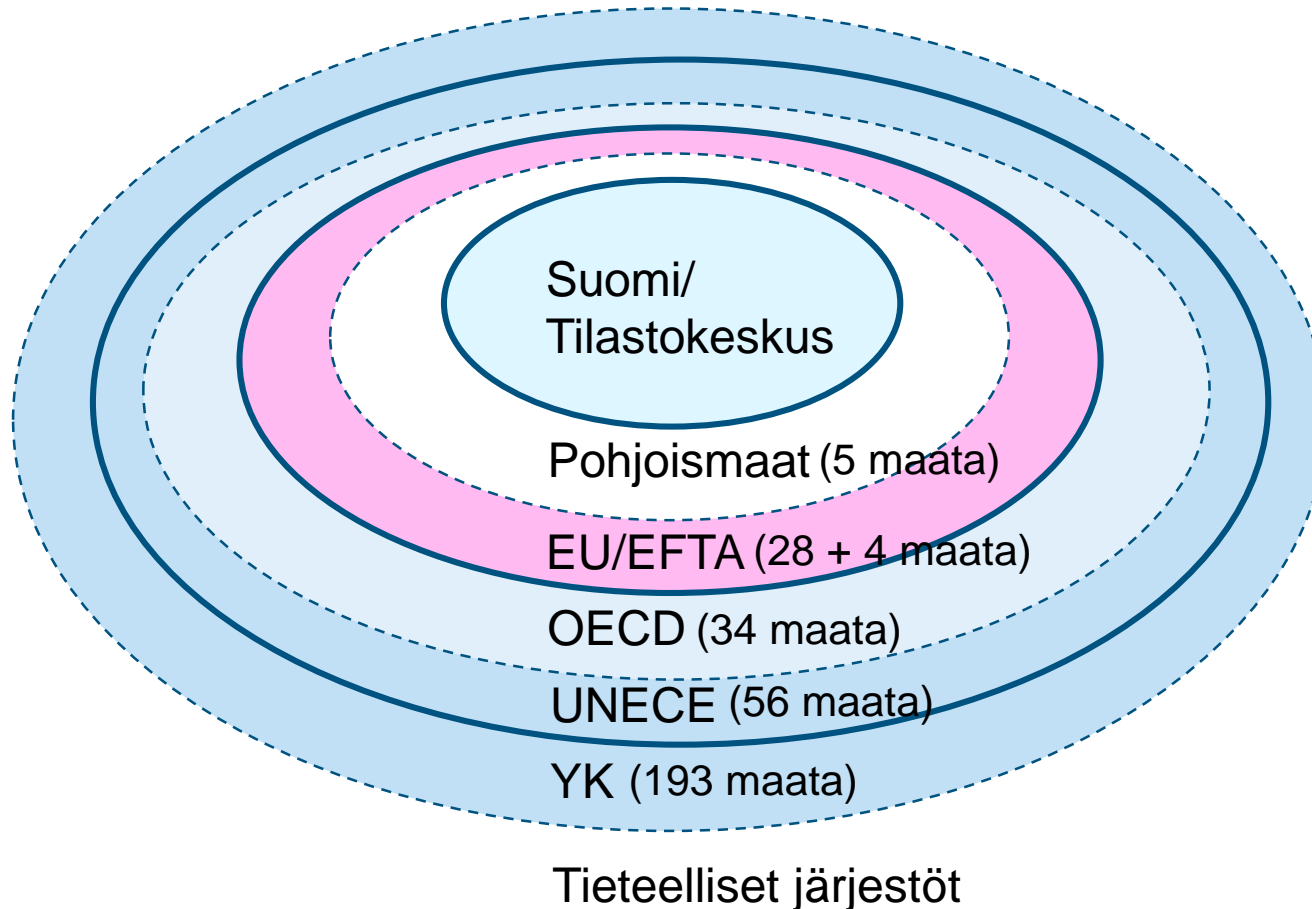 Suomi/
Tilastokeskus
Pohjoismaat (5 maata)
EU/EFTA (28 + 4 maata)
OECD (34 maata)
UNECE (56 maata)
YK (193 maata)
Tieteelliset järjestöt